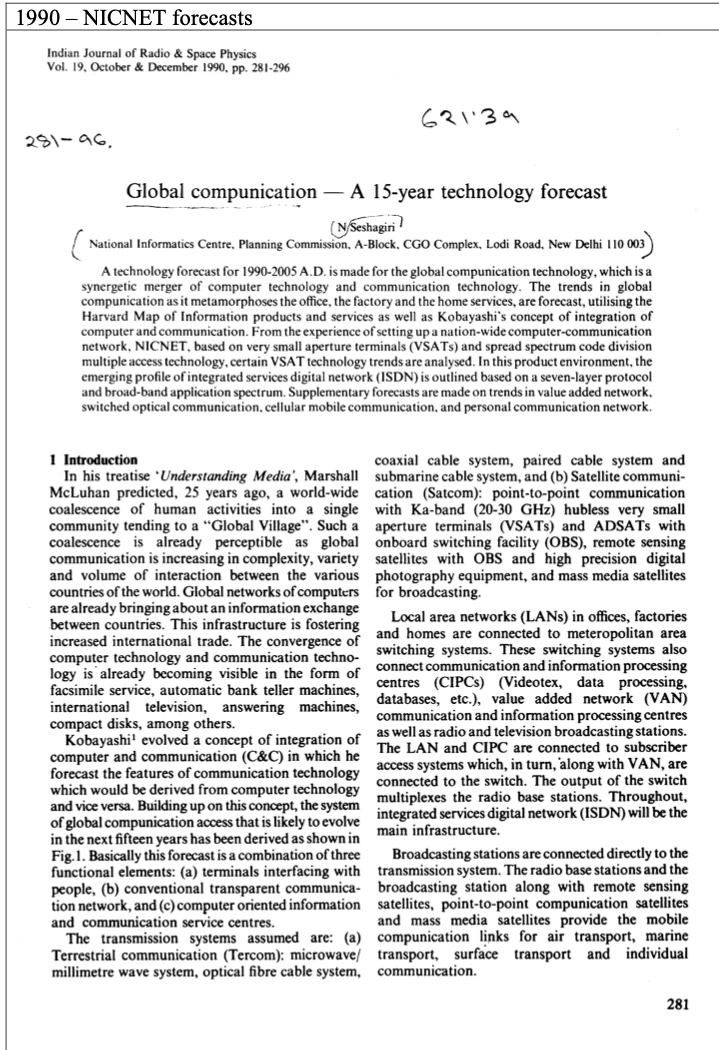 1990 – NICNET forecasts
Indian Journal of Radio & Space Physics
Vol. 19, October & December 1990, pp. 281-296
621.39
281-96.
Global compunication — A 15-year technology forecast
N Seshagiri
National Informatics Centre, Planning Commission, A-Block, CGO Complex, Lodi Road, New Delhi 110 003
A technology forecast for 1990-2005 A.D. is made for the global compunication technology, which is a
synergetic merger of computer technology and communication technology. The trends in global
compunication as it metamorphoses the office, the factory and the home services, are forecast, utilising the
Harvard Map of Information products and services as well as Kobayashi's concept of integration of
computer and communication. From the experience of setting up a nation-wide computer-communication
network, NICNET, based on very small aperture terminals (VSATs) and spread spectrum code division
multiple access technology, certain VSAT technology trends are analysed. In this product environment, the
emerging profile of integrated services digital network (ISDN) is outlined based on a seven-layer protocol
and broad-band application spectrum. Supplementary forecasts are made on trends in value added network,
switched optical communication, cellular mobile communication, and personal communication network.
1 Introduction
In his treatise 'Understanding Media', Marshall
McLuhan predicted, 25 years ago, a world-wide
coalescence of human activities into a single
community tending to a "Global Village". Such a
coalescence is already perceptible as global
communication is increasing in complexity, variety
and volume of interaction between the various
countries of the world. Global networks of computers
are already bringing about an information exchange
between countries. This infrastructure is fostering
increased international trade. The convergence of
computer technology and communication techno-
logy is already becoming visible in the form of
facsimile service, automatic bank teller machines,
international television, answering machines,
compact disks, among others.
Kobayashi1 evolved a concept of integration of
computer and communication (C&C) in which he
forecast the features of communication technology
which would be derived from computer technology
and vice versa. Building up on this concept, the system
of global compunication access that is likely to evolve
in the next fifteen years has been derived as shown in
Fig.1. Basically this forecast is a combination of three
functional elements: (a) terminals interfacing with
people, (b) conventional transparent communica-
tion network, and (c) computer oriented information
and communication service centres.
The transmission systems assumed are: (a)
Terrestrial communication (Tercom): microwave/
millimetre wave system, optical fibre cable system,
coaxial cable system, paired cable system and
submarine cable system, and (b) Satellite communi-
cation (Satcom): point-to-point communication
with Ka-band (20-30 GHz) hubless very small
aperture terminals (VSATs) and ADSATs with
onboard switching facility (OBS), remote sensing
satellites with OBS and high precision digital
photography equipment, and mass media satellites
for broadcasting.
Local area networks (LANs) in offices, factories
and homes are connected to meteropolitan area
switching systems. These switching systems also
connect communication and information processing
centres (CIPCs) (Videotex, data processing,
databases, etc.), value added network (VAN)
communication and information processing centres
as well as radio and television broadcasting stations.
The LAN and CIPC are connected to subscriber
access systems which, in turn, along with VAN, are
connected to the switch. The output of the switch
multiplexes the radio base stations. Throughout,
integrated services digital network (ISDN) will be the
main infrastructure.
Broadcasting stations are connected directly to the
transmission system. The radio base stations and the
broadcasting station along with remote sensing
satellites, point-to-point compunication satellites
and mass media satellites provide the mobile
compunication links for air transport, marine
transport, surface transport and individual
communication.
281